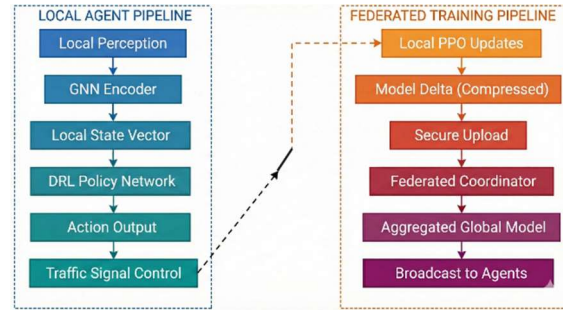 LOCAL AGENT PIPELINE
Local Perception
GNN Encoder
Local State Vector
DRL Policy Network
Action Output
Traffic Signal Control
FEDERATED TRAINING PIPELINE
Local PPO Updates
Model Delta (Compressed)
Secure Upload
Federated Coordinator
Aggregated Global Model
Broadcast to Agents